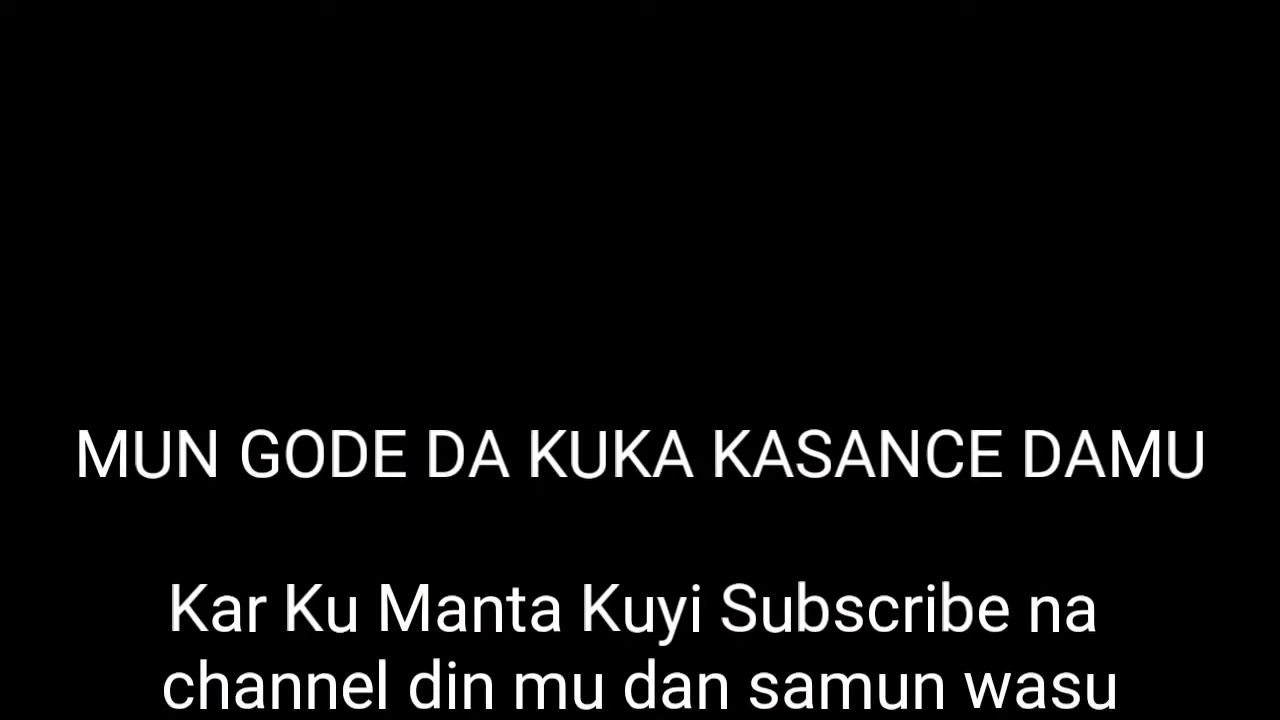 MUN GODE DA KUKA KASANCE DAMU
Kar Ku Manta Kuyi Subscribe na
channel din mu dan samun wasu